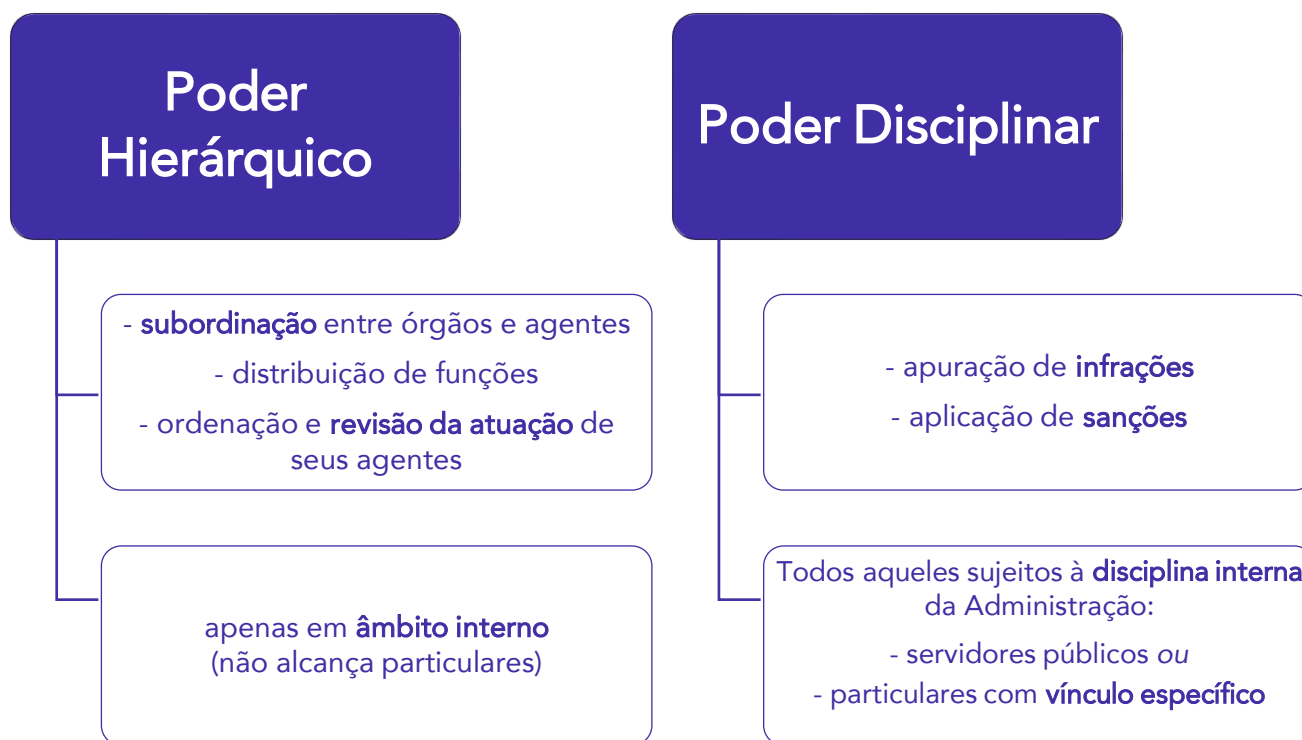 Poder
Hierárquico
- subordinação entre órgãos e agentes
- distribuição de funções
- ordenação e revisão da atuação de
seus agentes
apenas em âmbito interno
(não alcança particulares)
Poder Disciplinar
- apuração de infrações
- aplicação de sanções
Todos aqueles sujeitos à disciplina interna
da Administração:
- servidores públicos ou
- particulares com vínculo específico